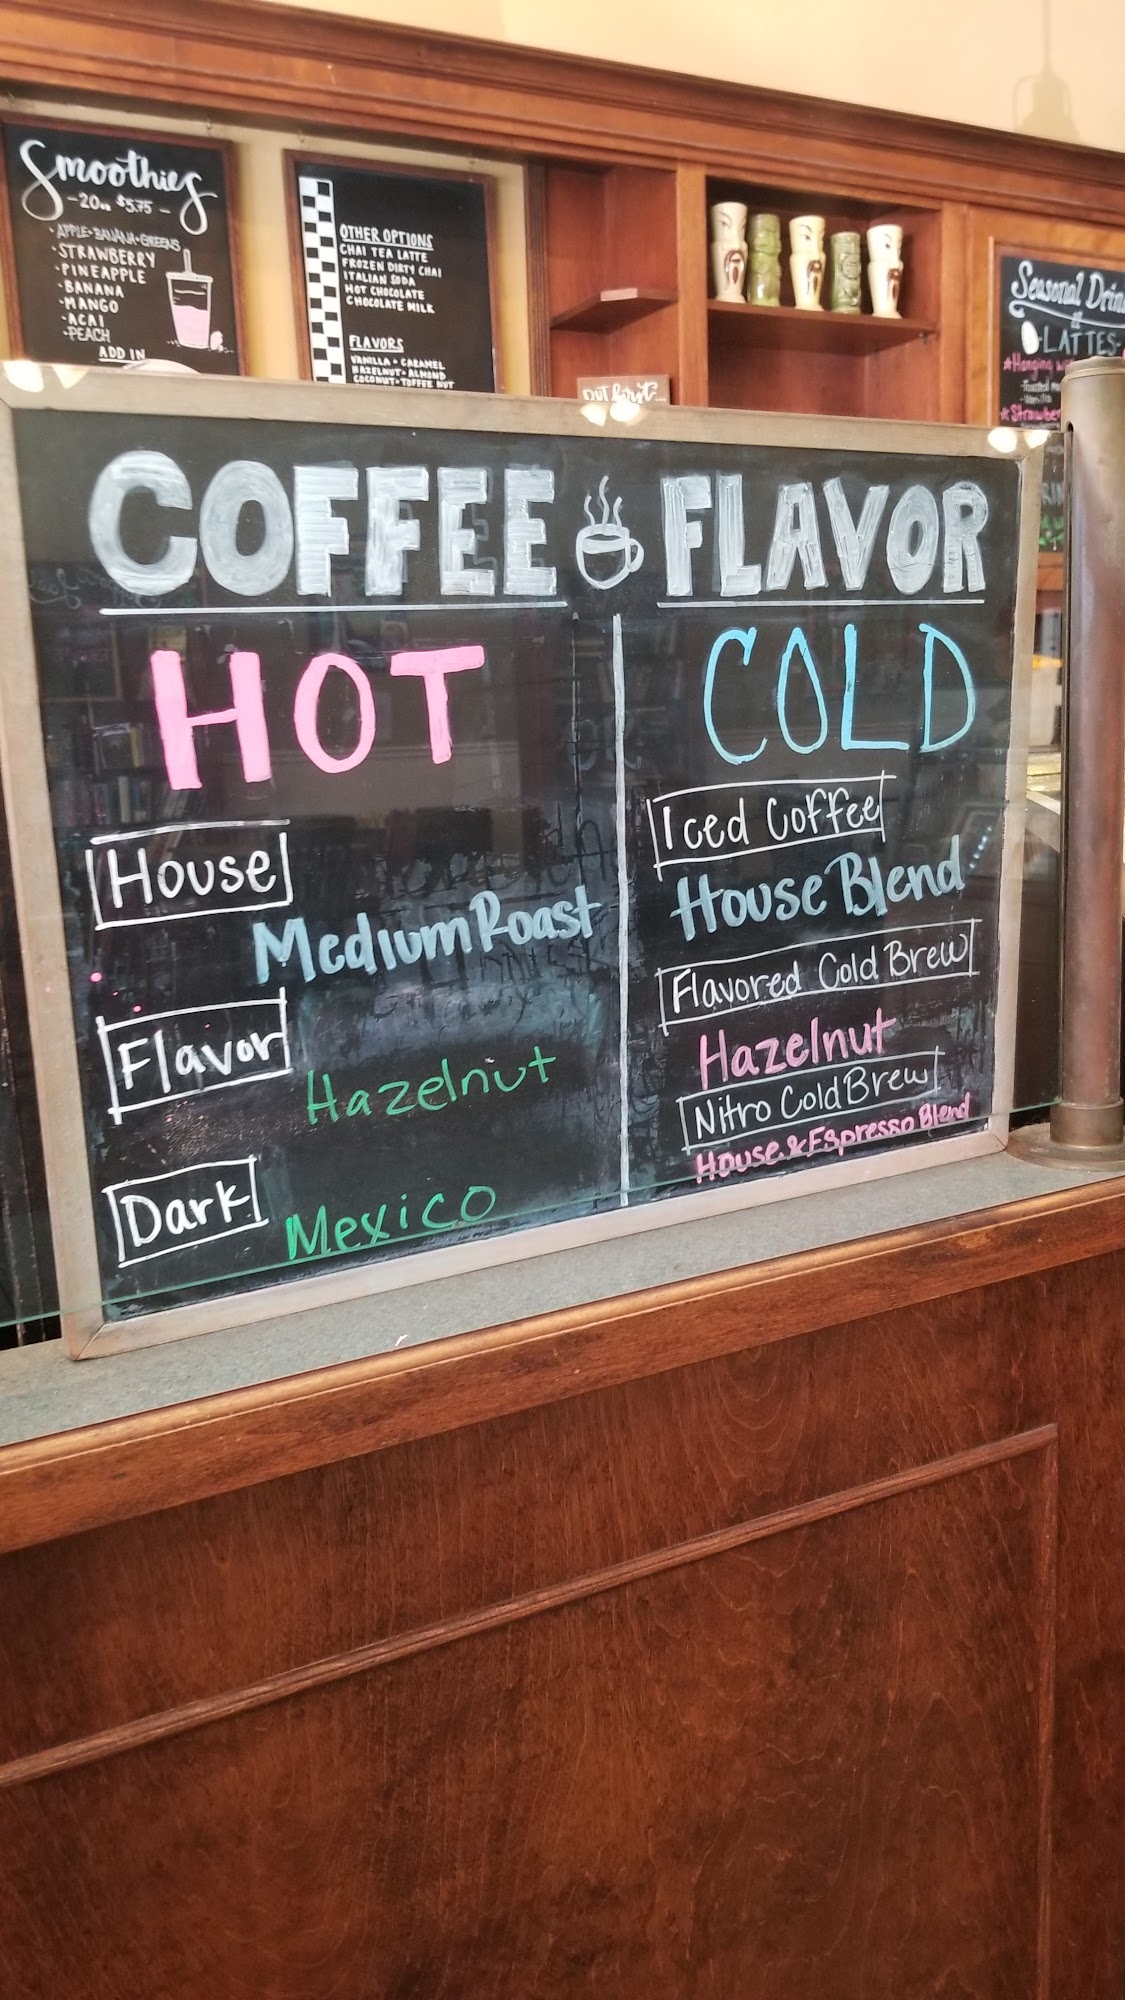 Smoothies
-20oz $5.75-
• APPLE • BANANA • GREENS
• STRAWBERRY
• PINEAPPLE
• BANANA
• MANGO
• ACAI
• PEACH
ADD IN
OTHER OPTIONS
CHAI TEA LATTE
FROZEN DIRTY CHAI
ITALIAN SODA
HOT CHOCOLATE
CHOCOLATE MILK
FLAVORS
VANILLA • CARAMEL
HAZELNUT • ALMOND
COCONUT • TOFFEE NUT
Seasonal Drin
LATTES
Hanging
Strawber
COFFEE FLAVOR
HOT
House
Medium Roast
Flavor
Hazelnut
Dark
Mexico
COLD
Iced Coffee
House Blend
Flavored Cold Brew
Hazelnut
Nitro Cold Brew
House & Espresso Blend